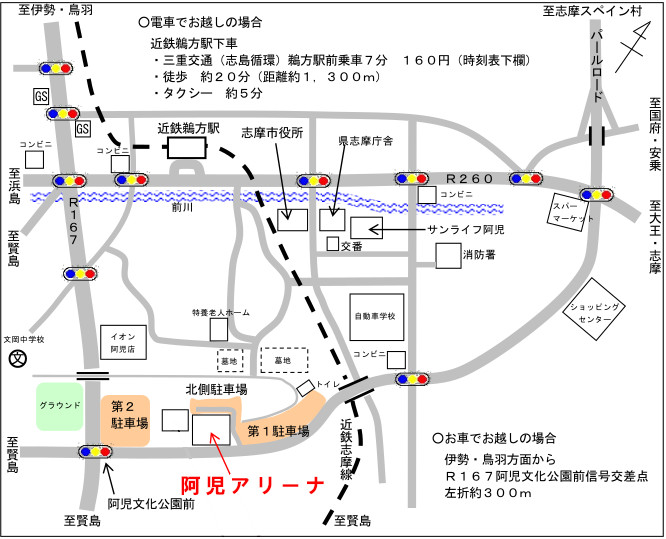 至伊勢・鳥羽
○電車でお越しの場合
近鉄鵜方駅下車
・三重交通（志島循環）鵜方駅前乗車７分　１６０円（時刻表下欄）
・徒歩　約２０分（距離約１，３００ｍ）
・タクシー　約５分
至志摩スペイン村
パールロード
至国府・安乗
GS
GS
コンビニ
コンビニ
近鉄鵜方駅
志摩市役所
県志摩庁舎
至浜島
Ｒ２６０
コンビニ
前川
Ｒ１６７
スパーマーケット
至大王・志摩
サンライフ阿児
交番
消防署
至賢島
特養老人ホーム
自動車学校
ショッピング
センター
文岡中学校
文
イオン
阿児店
墓地
墓地
コンビニ
トイレ
北側駐車場
グラウンド
第２
駐車場
第１駐車場
近鉄志摩線
至賢島
阿児アリーナ
阿児文化公園前
至賢島
至賢島
○お車でお越しの場合
伊勢・鳥羽方面から
Ｒ１６７阿児文化公園前信号交差点
左折約３００ｍ